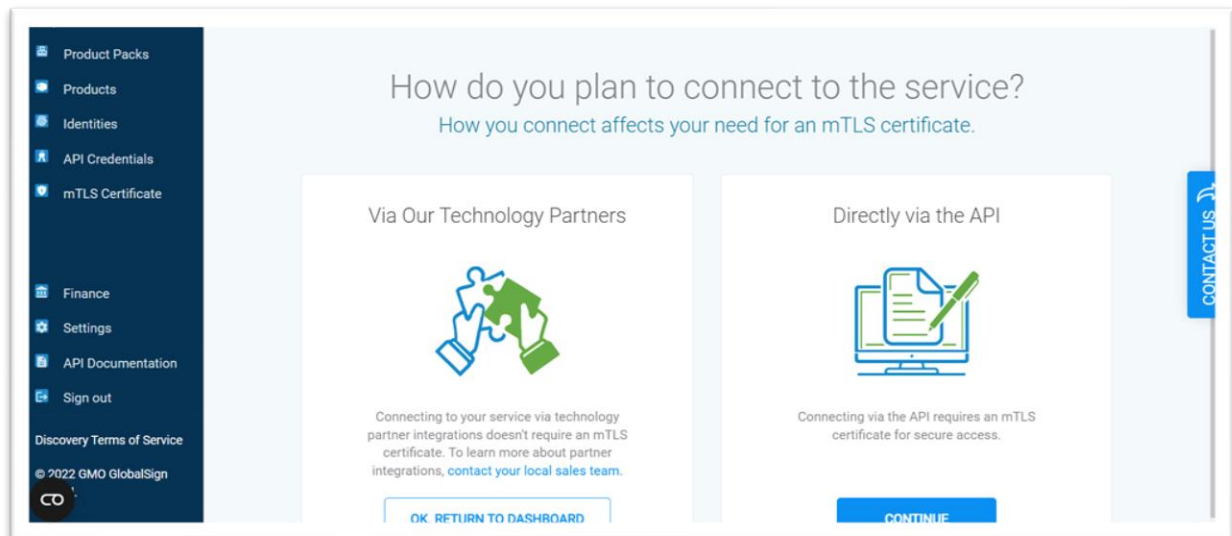 Product Packs
Products
Identities
API Credentials
mTLS Certificate
Finance
Settings
API Documentation
Sign out
Discovery Terms of Service
© 2022 GMO GlobalSign
How do you plan to connect to the service?
How you connect affects your need for an mTLS certificate.
Via Our Technology Partners
Connecting to your service via technology
partner integrations doesn't require an mTLS
certificate. To learn more about partner
integrations, contact your local sales team.
OK, RETURN TO DASHBOARD
Directly via the API
Connecting via the API requires an mTLS
certificate for secure access.
CONTINUE
CONTACT US